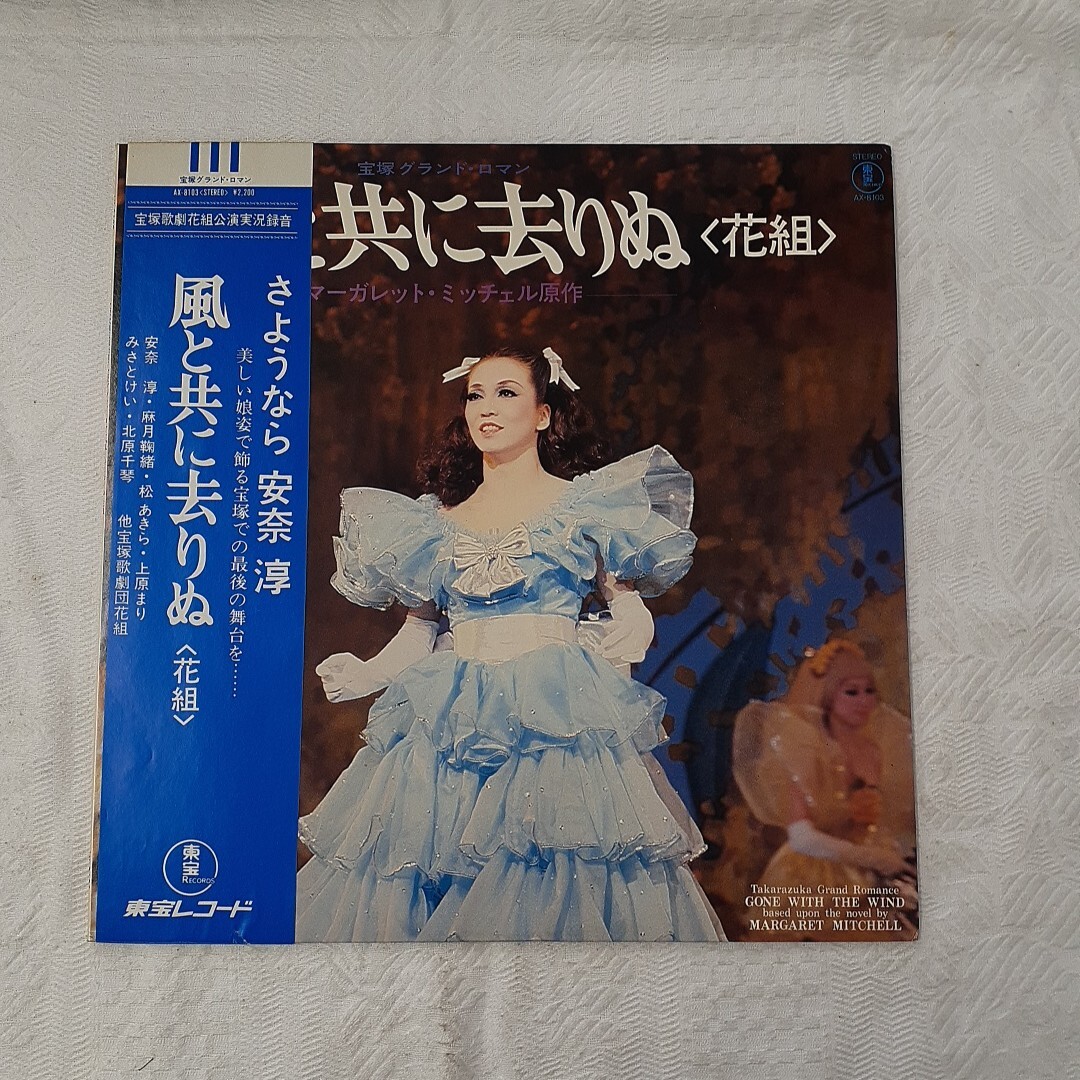 宝塚グランド・ロマン
AX-8103<STEREO> ¥2,200
宝塚歌劇花組公演実況録音
さようなら 安奈 淳
美しい娘姿で飾る宝塚での最後の舞台を……
風と共に去りぬ〈花組〉
安奈 淳・麻月鞠緒・松 あきら・上原まり
みさとけい・北原千琴 他宝塚歌劇団花組
東宝
RECORDS
東宝レコード
宝塚グランド・ロマン
と共に去りぬ〈花組〉
マーガレット・ミッチェル原作
STEREO
東宝
RECORDS
AX-8103
Takarazuka Grand Romance
GONE WITH THE WIND
based upon the novel by
MARGARET MITCHELL